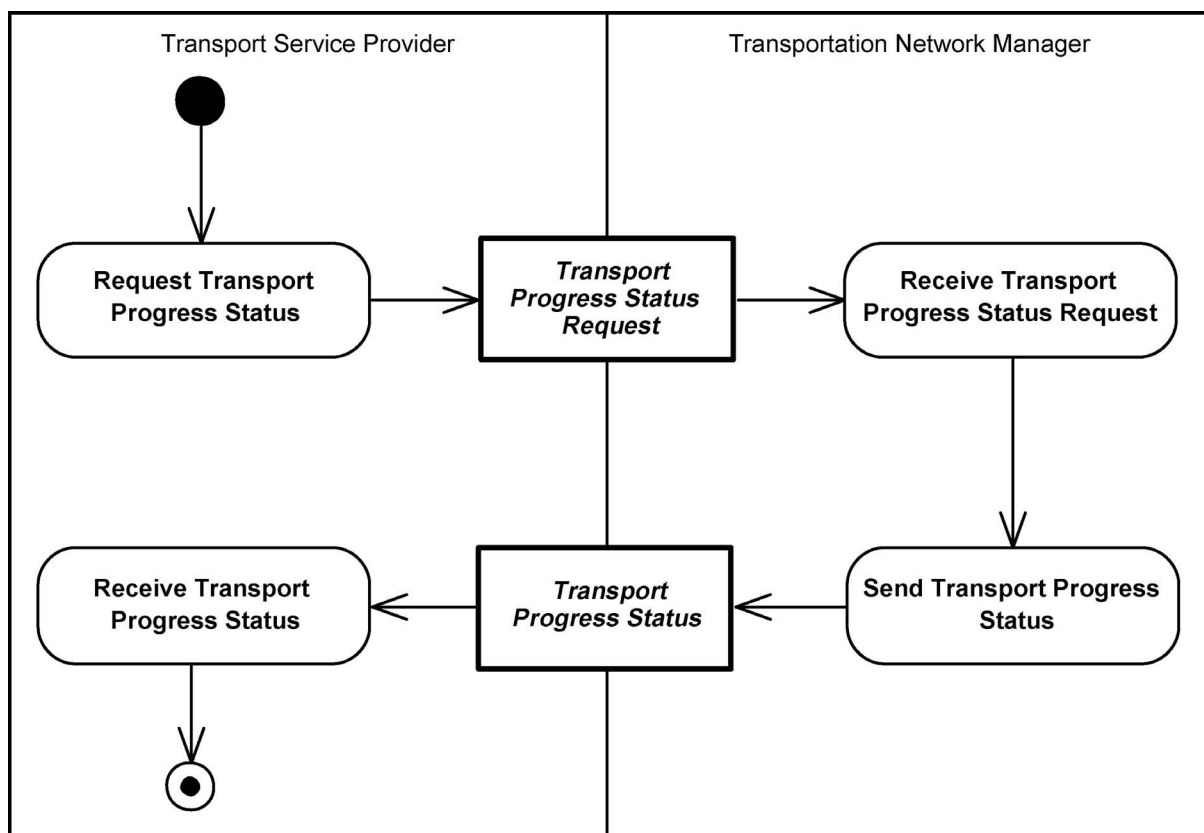 Transport Service Provider
Transportation Network Manager
Request Transport
Progress Status
Transport
Progress Status
Request
Receive Transport
Progress Status Request
Receive Transport
Progress Status
Transport
Progress Status
Send Transport Progress
Status